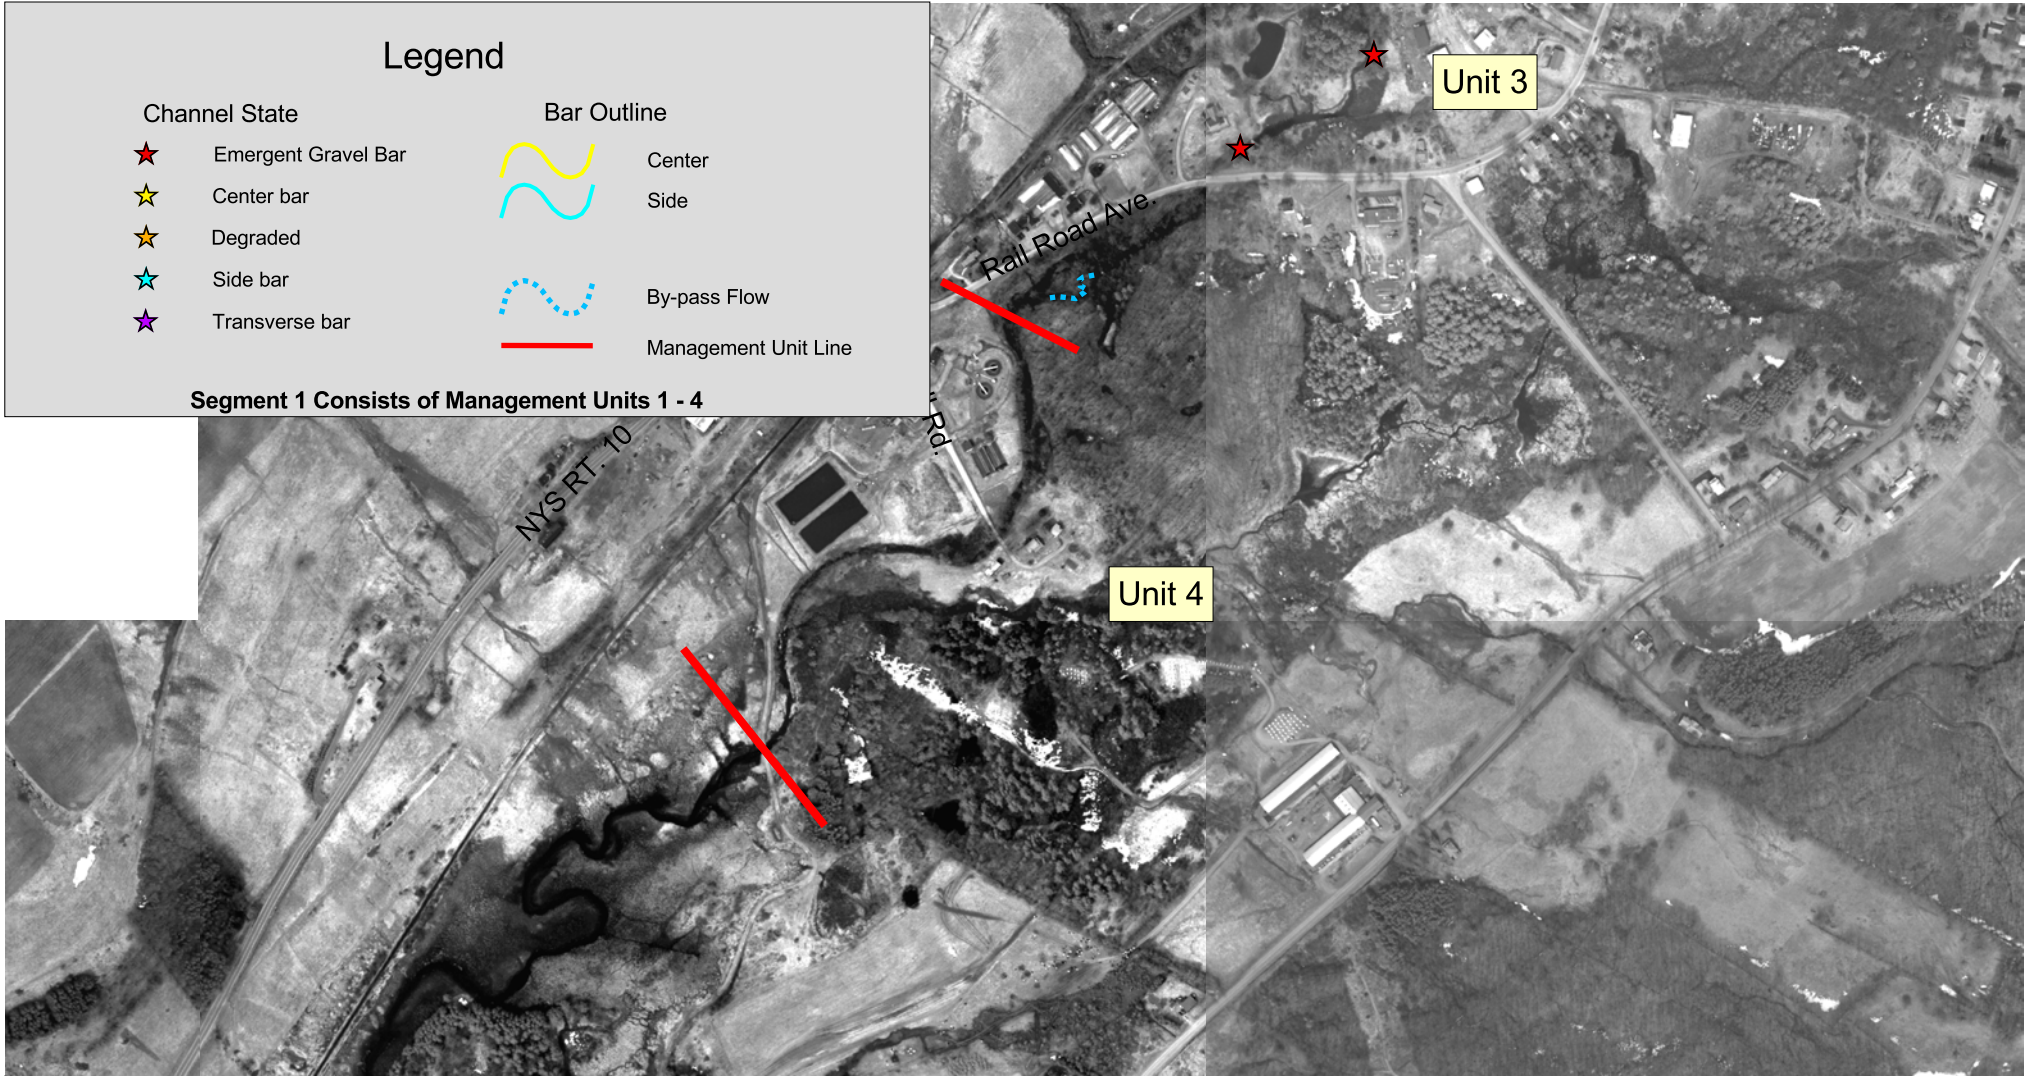 Legend
Channel State
Emergent Gravel Bar
Center bar
Degraded
Side bar
Transverse bar
Bar Outline
Center
Side
By-pass Flow
Management Unit Line
Segment 1 Consists of Management Units 1 - 4
Unit 3
Rail Road Ave.
Rd.
NYS RT. 10
Unit 4